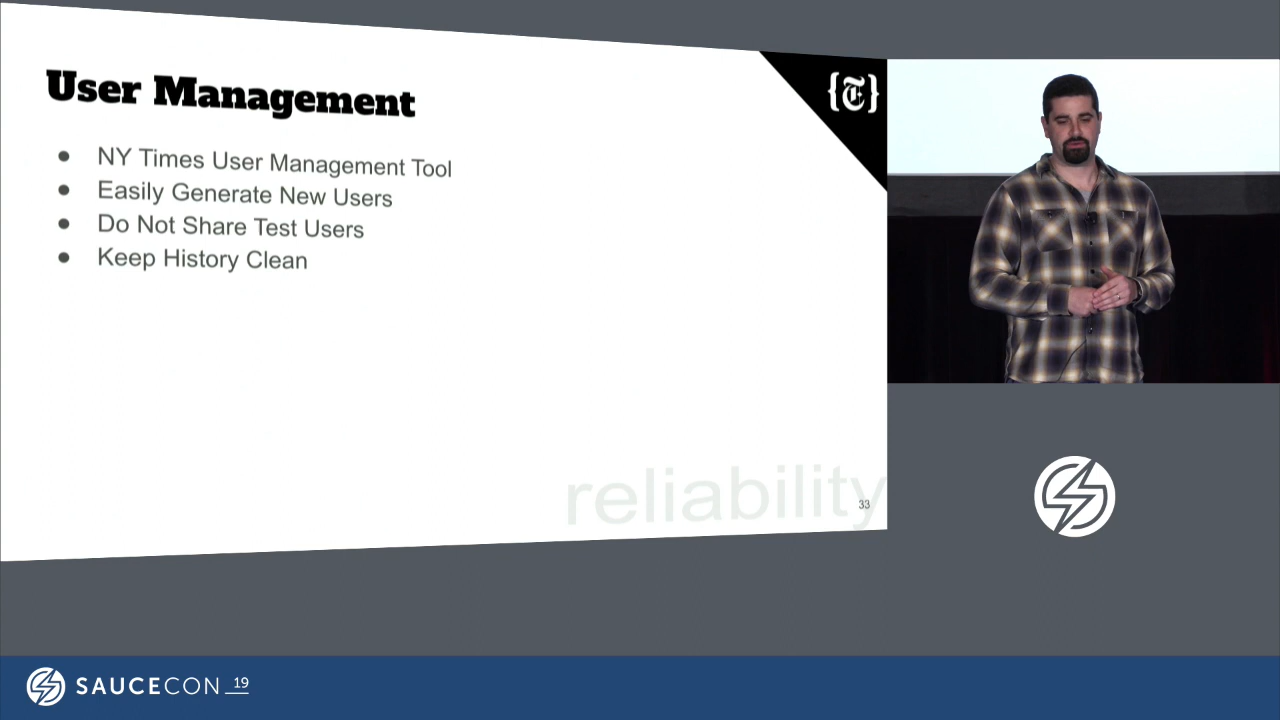 User Management
{T}
● NY Times User Management Tool
● Easily Generate New Users
● Do Not Share Test Users
● Keep History Clean
reliability
33
SAUCECON 19